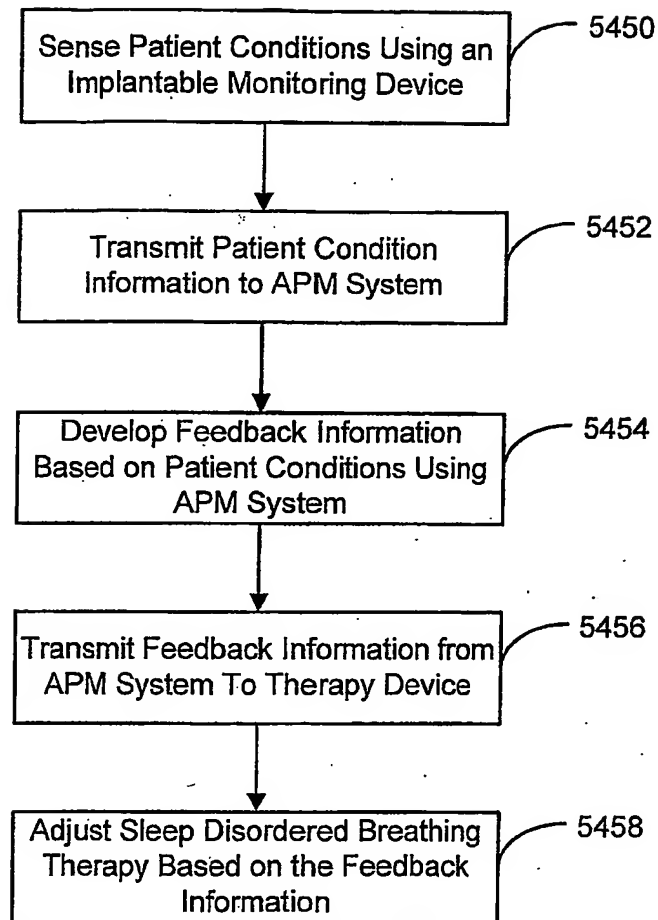 Sense Patient Conditions Using an
Implantable Monitoring Device
5450
Transmit Patient Condition
Information to APM System
5452
Develop Feedback Information
Based on Patient Conditions Using
APM System
5454
Transmit Feedback Information from
APM System To Therapy Device
5456
Adjust Sleep Disordered Breathing
Therapy Based on the Feedback
Information
5458